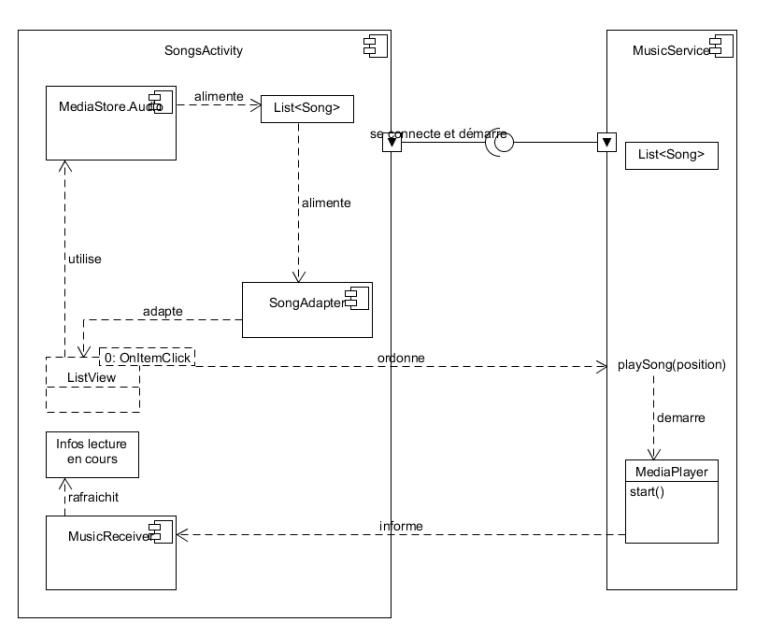 SongsActivity
MusicService
MediaStore.Audio
alimente
List<Song>
se connecte et démarre
List<Song>
alimente
utilise
SongAdapter
adapte
0: OnItemClick
ListView
ordonne
playSong(position)
demarre
Infos lecture
en cours
MediaPlayer
start()
rafraichit
MusicReceiver
informe